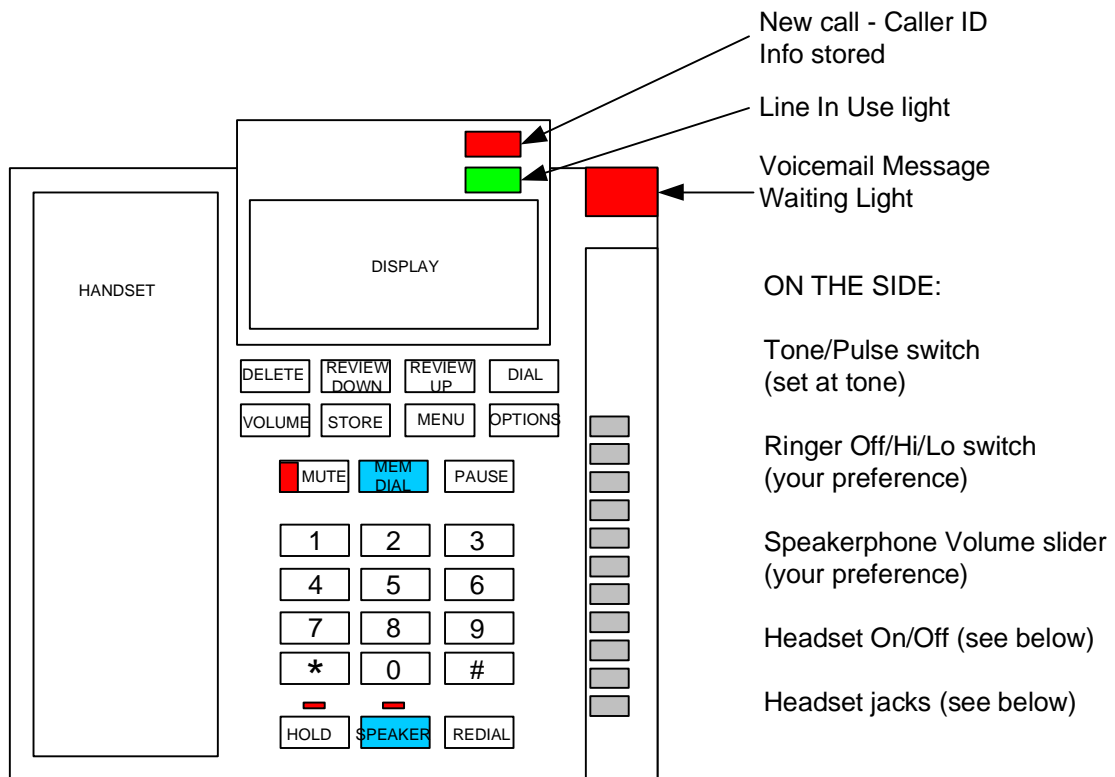 New call - Caller ID
Info stored
Line In Use light
Voicemail Message
Waiting Light
HANDSET
DISPLAY
ON THE SIDE:
Tone/Pulse switch
(set at tone)
Ringer Off/Hi/Lo switch
(your preference)
Speakerphone Volume slider
(your preference)
Headset On/Off (see below)
Headset jacks (see below)
DELETE
REVIEW
DOWN
REVIEW
UP
DIAL
VOLUME
STORE
MENU
OPTIONS
MUTE
MEM
DIAL
PAUSE
1 2 3
4 5 6
7 8 9
* 0 #
HOLD
SPEAKER
REDIAL